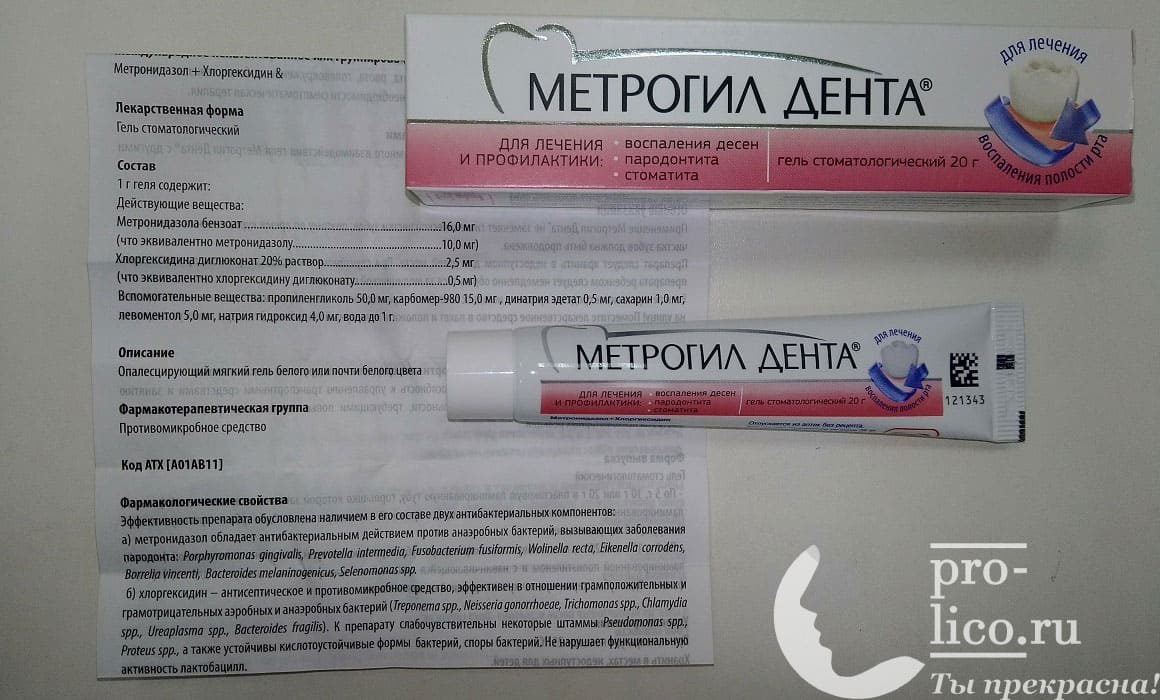 Метронидазол + Хлоргексидин &
Лекарственная форма
Гель стоматологический
Состав
1 г геля содержит:
Действующие вещества:
Метронидазола бензоат......16,0 мг
(что эквивалентно метронидазолу......10,0 мг)
Хлоргексидина диглюконат 20% раствор......2,5 мг
(что эквивалентно хлоргексидину диглюконату......0,5 мг)
Вспомогательные вещества: пропиленгликоль 50,0 мг, карбомер-980 15,0 мг , динатрия эдетат 0,5 мг, сахарин 1,0 мг,
левоментол 5,0 мг, натрия гидроксид 4,0 мг, вода до 1 г.
Описание
Опалесцирующий мягкий гель белого или почти белого цвета
Фармакотерапевтическая группа
Противомикробное средство
Код АТХ [A01AB11]
Фармакологические свойства
Эффективность препарата обусловлена наличием в его составе двух антибактериальных компонентов:
а) метронидазол обладает антибактериальным действием против анаэробных бактерий, вызывающих заболевания
пародонта: Porphyromonas gingivalis, Prevotella intermedia, Fusobacterium fusiformis, Wolinella recta, Eikenella corrodens,
Borrelia vincenti, Bacteroides melaninogenicus, Selenomonas spp.
б) хлоргексидин – антисептическое и противомикробное средство, эффективен в отношении грамположительных и
грамотрицательных аэробных и анаэробных бактерий (Treponema spp., Neisseria gonorrhoeae, Trichomonas spp., Chlamydia
spp., Ureaplasma spp., Bacteroides fragilis). К препарату слабочувствительны некоторые штаммы Pseudomonas spp.,
Proteus spp., а также устойчивы кислотоустойчивые формы бактерий, споры бактерий. Не нарушает функциональную
активность лактобацилл.
МЕТРОГИЛ ДЕНТА®
ДЛЯ ЛЕЧЕНИЯ
И ПРОФИЛАКТИКИ:
• воспаления десен
• пародонтита
• стоматита
гель стоматологический 20 г
для лечения
воспаления полости рта
МЕТРОГИЛ ДЕНТА®
ДЛЯ ЛЕЧЕНИЯ
И ПРОФИЛАКТИКИ:
• воспаления десен
• пародонтита
• стоматита
гель стоматологический 20 г
для лечения
воспаления полости рта
Метронидазол + Хлоргексидин
Отпускается из аптек без рецепта.
121343
pro-
lico.ru
Ты прекрасна!